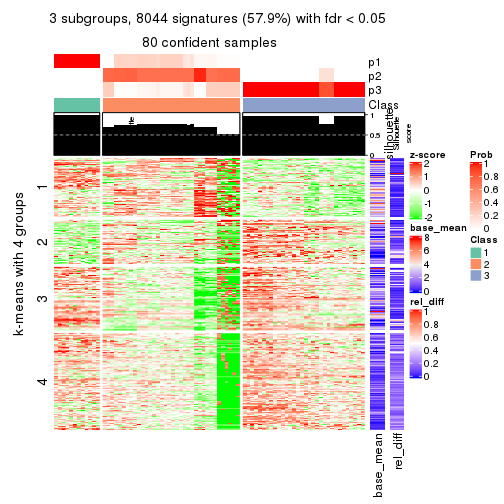 3 subgroups, 8044 signatures (57.9%) with fdr < 0.05
80 confident samples
p1
p2
p3
Class
1
0.5
0
silhouette
Silhouette
score
k-means with 4 groups
1
2
3
4
base_mean
rel_diff
z-score
2
1
0
-1
-2
base_mean
8
6
4
2
0
rel_diff
1
0.8
0.6
0.4
0.2
0
Prob
1
0.8
0.6
0.4
0.2
0
Class
1
2
3